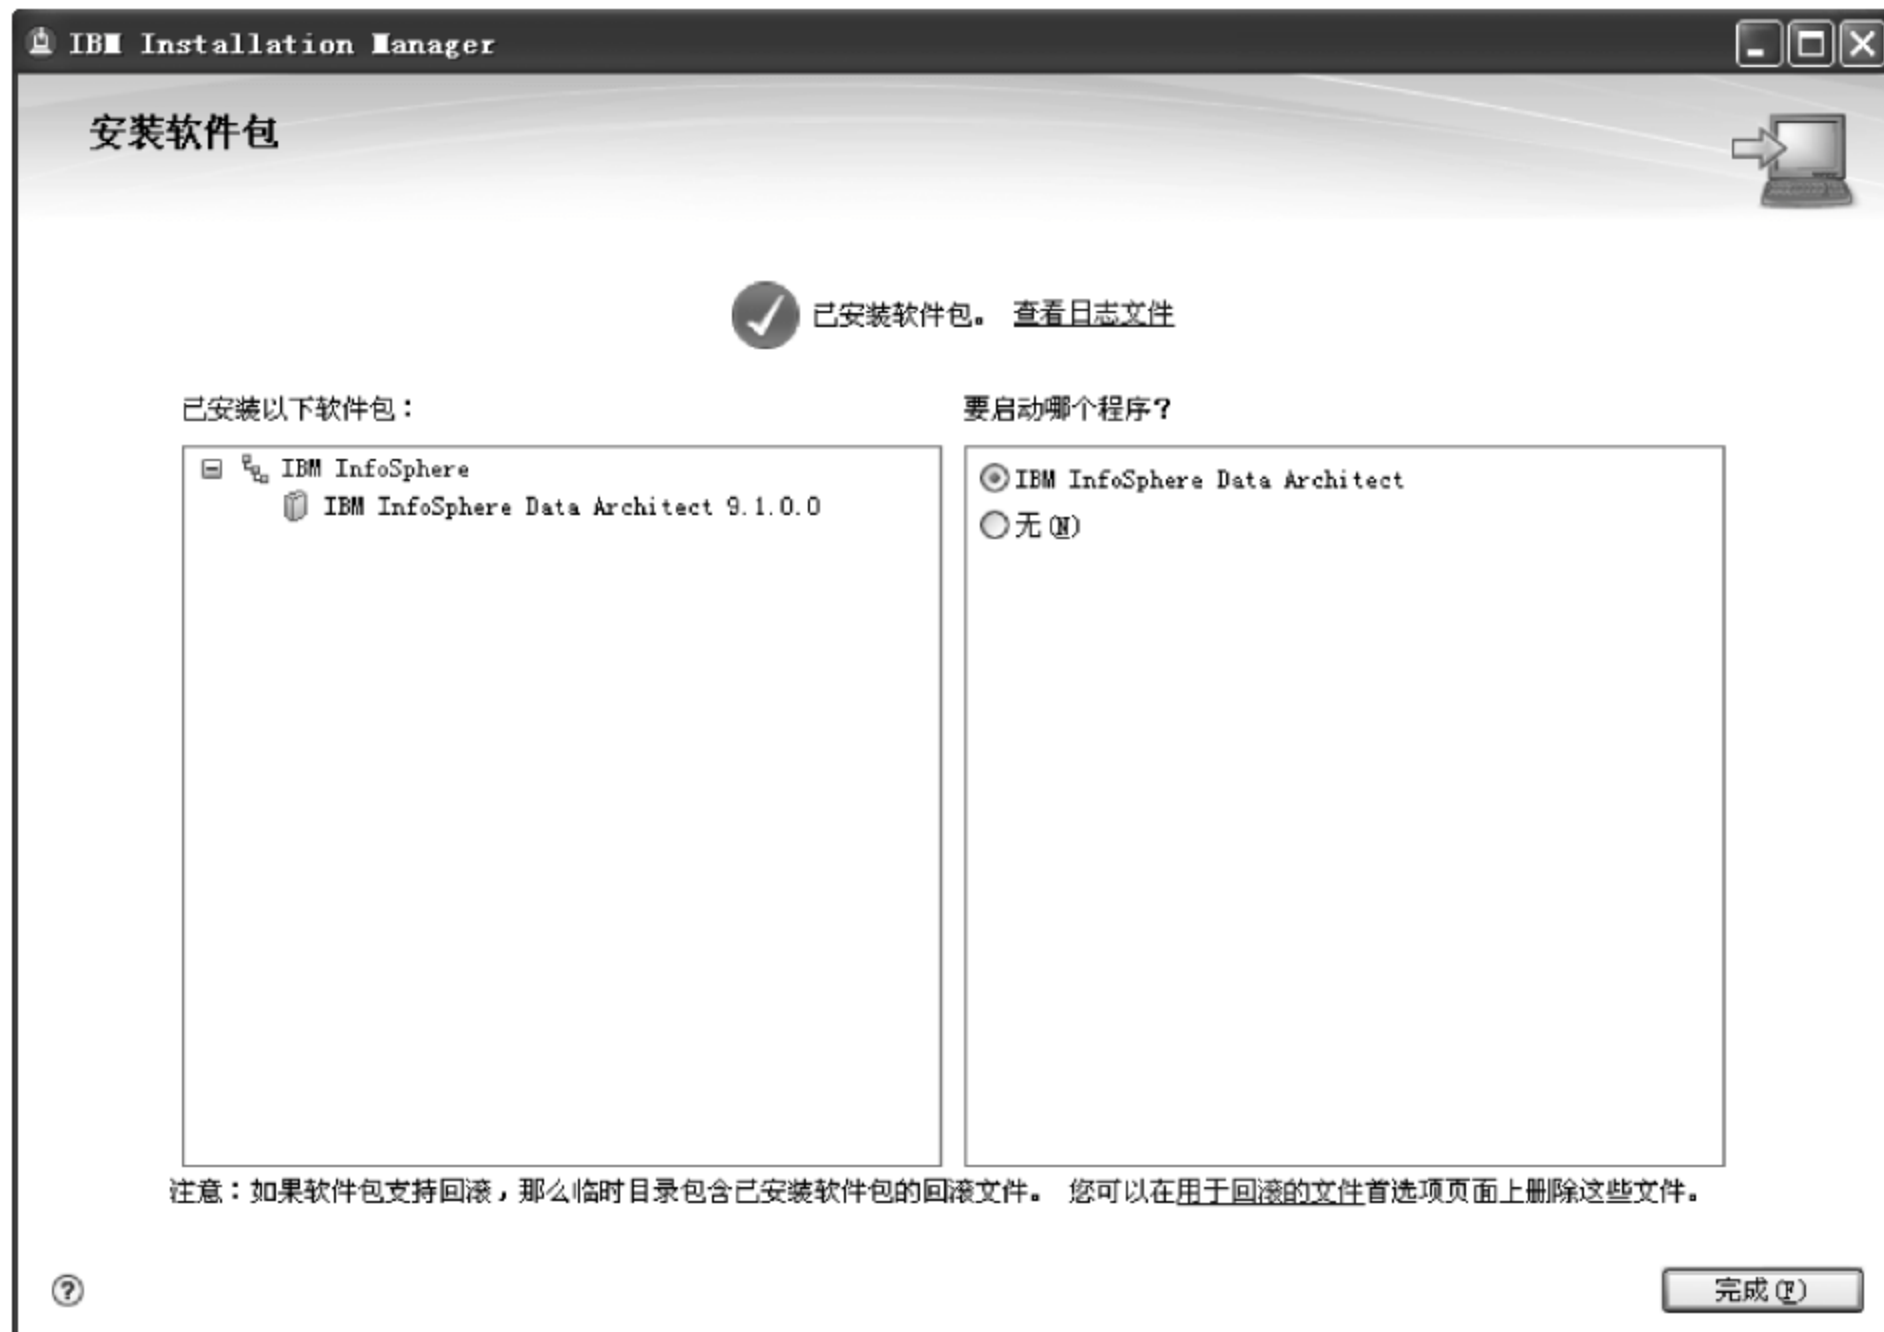 IBM Installation Manager
安装软件包
已安装软件包。 查看日志文件
已安装以下软件包：
IBM InfoSphere
IBM InfoSphere Data Architect 9.1.0.0
要启动哪个程序？
IBM InfoSphere Data Architect
无(N)
注意：如果软件包支持回滚，那么临时目录包含已安装软件包的回滚文件。 您可以在用于回滚的文件首选项页面上删除这些文件。
完成(F)